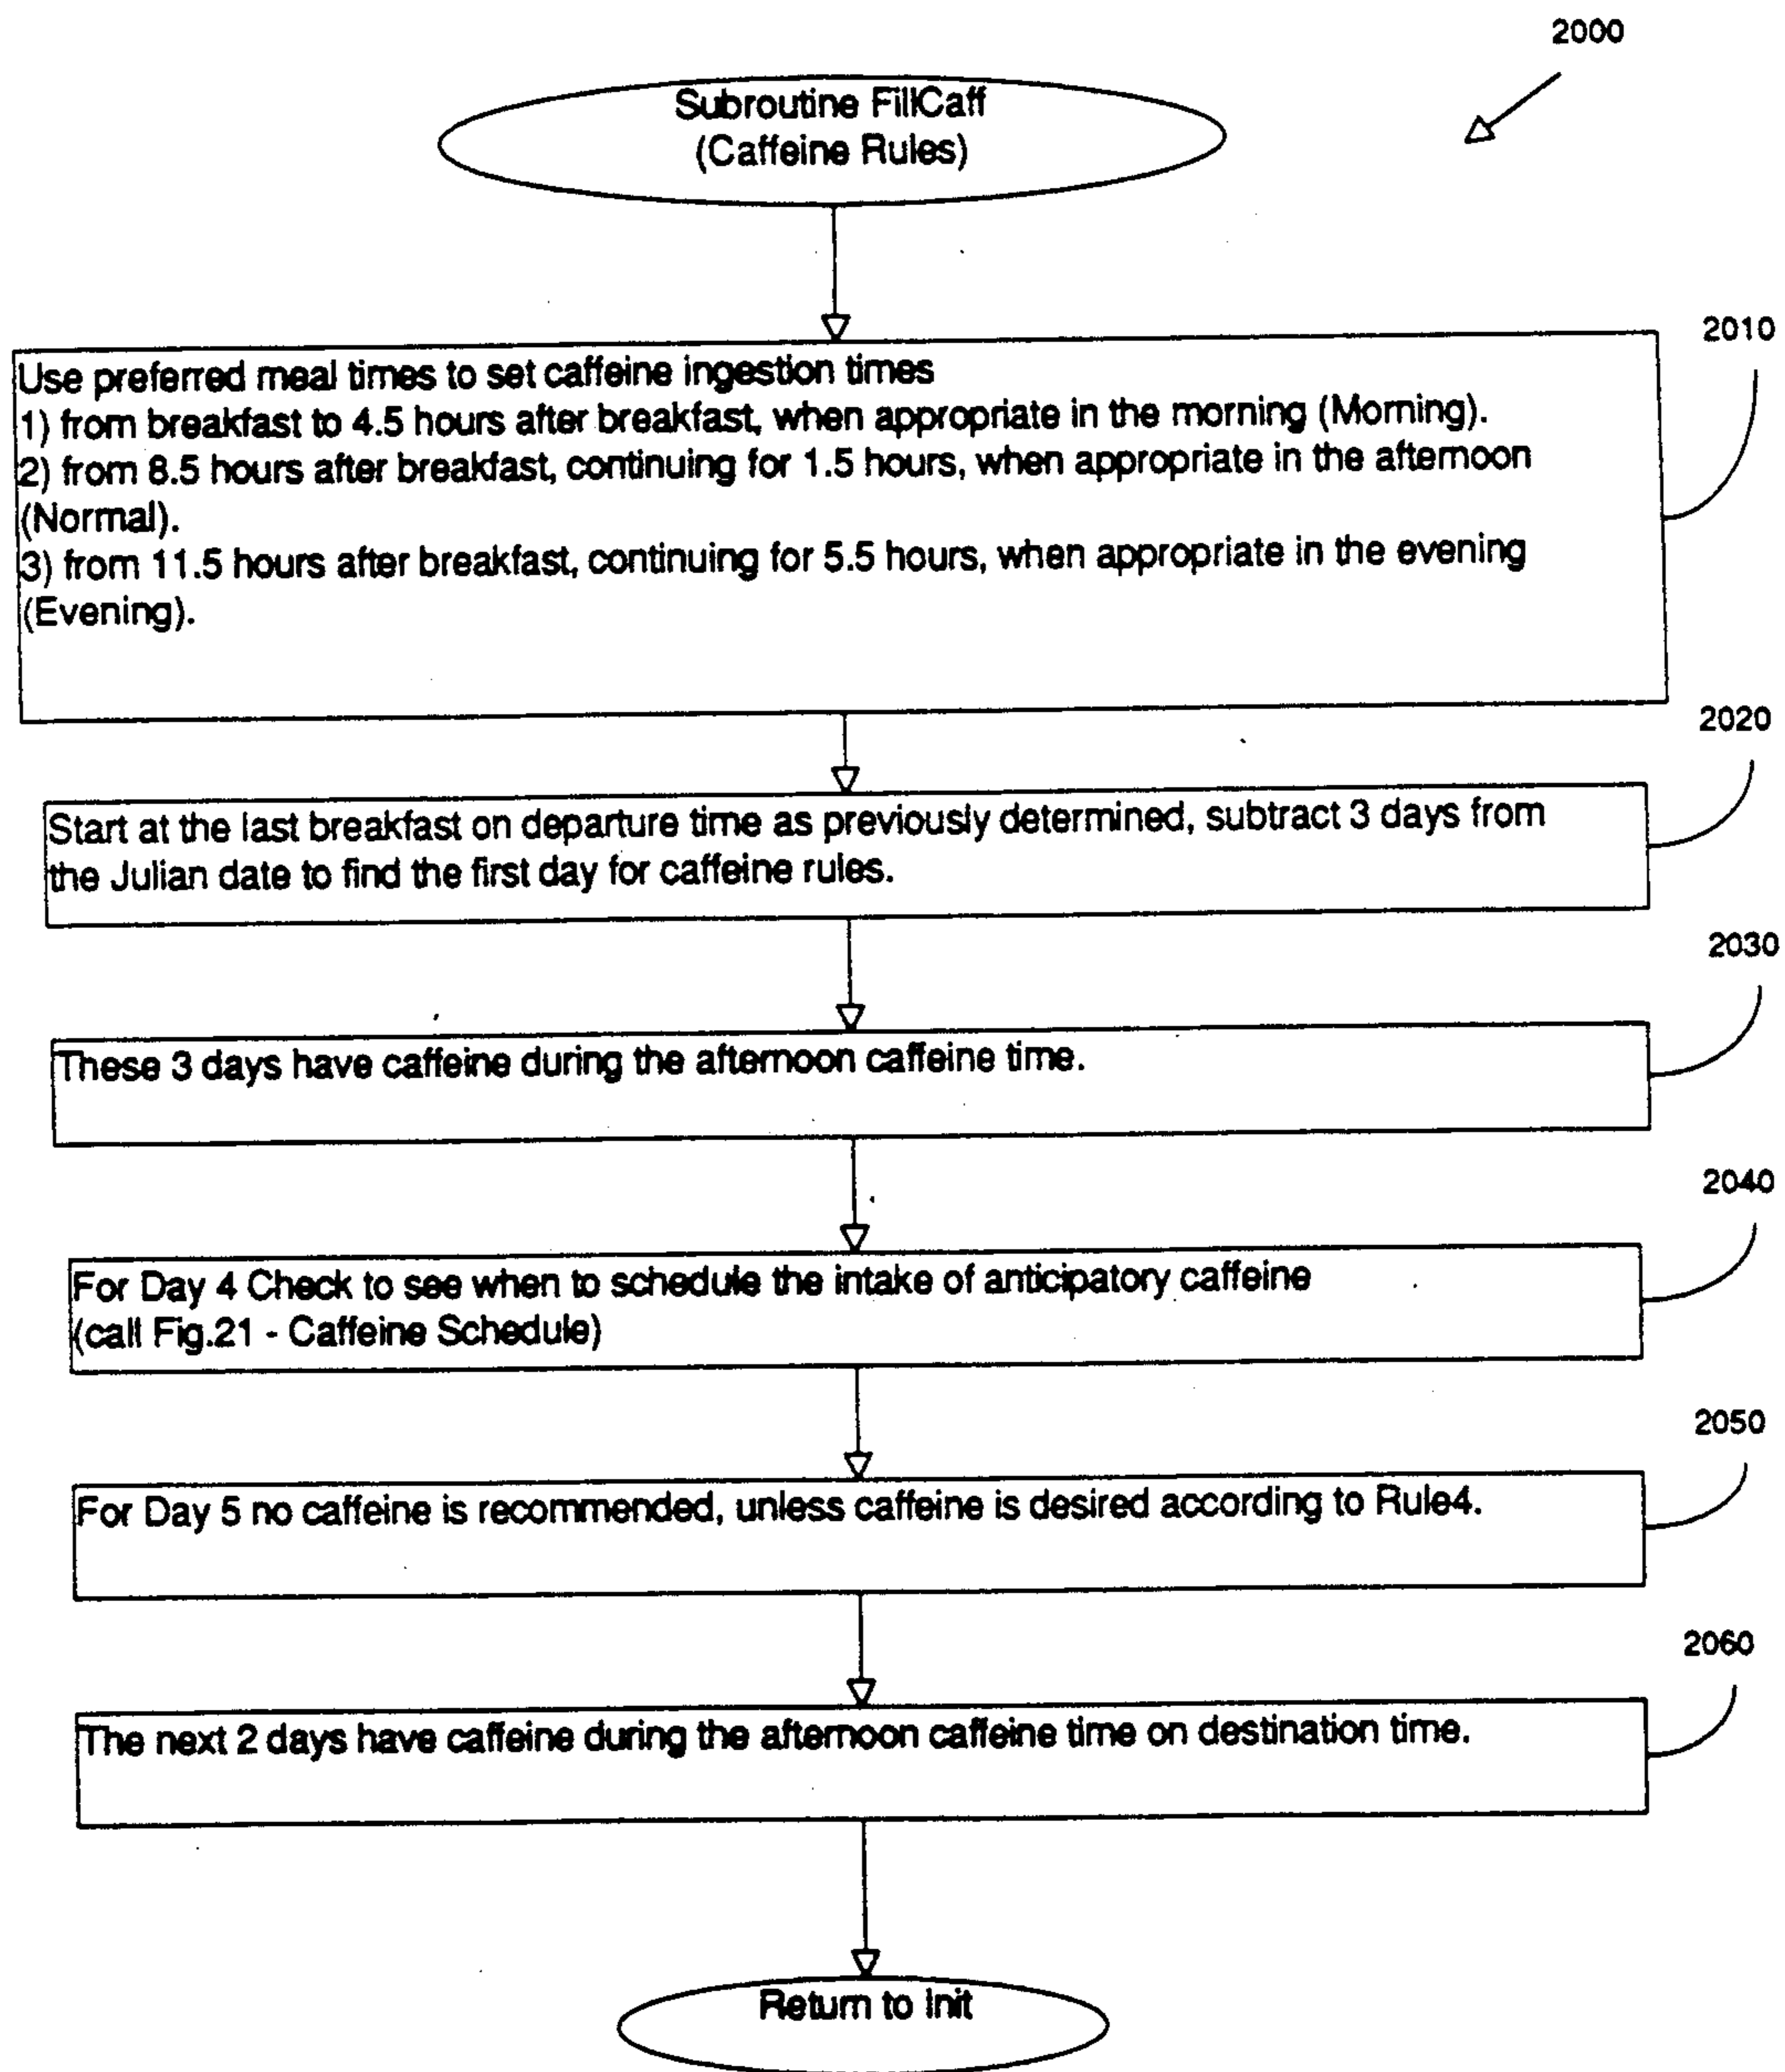 2000
Subroutine FillCaff
(Caffeine Rules)
2010
Use preferred meal times to set caffeine ingestion times
1) from breakfast to 4.5 hours after breakfast, when appropriate in the morning (Morning).
2) from 8.5 hours after breakfast, continuing for 1.5 hours, when appropriate in the afternoon
(Normal).
3) from 11.5 hours after breakfast, continuing for 5.5 hours, when appropriate in the evening
(Evening).
2020
Start at the last breakfast on departure time as previously determined, subtract 3 days from
the Julian date to find the first day for caffeine rules.
2030
These 3 days have caffeine during the afternoon caffeine time.
2040
For Day 4 Check to see when to schedule the intake of anticipatory caffeine
(call Fig.21 - Caffeine Schedule)
2050
For Day 5 no caffeine is recommended, unless caffeine is desired according to Rule4.
2060
The next 2 days have caffeine during the afternoon caffeine time on destination time.
Return to Init